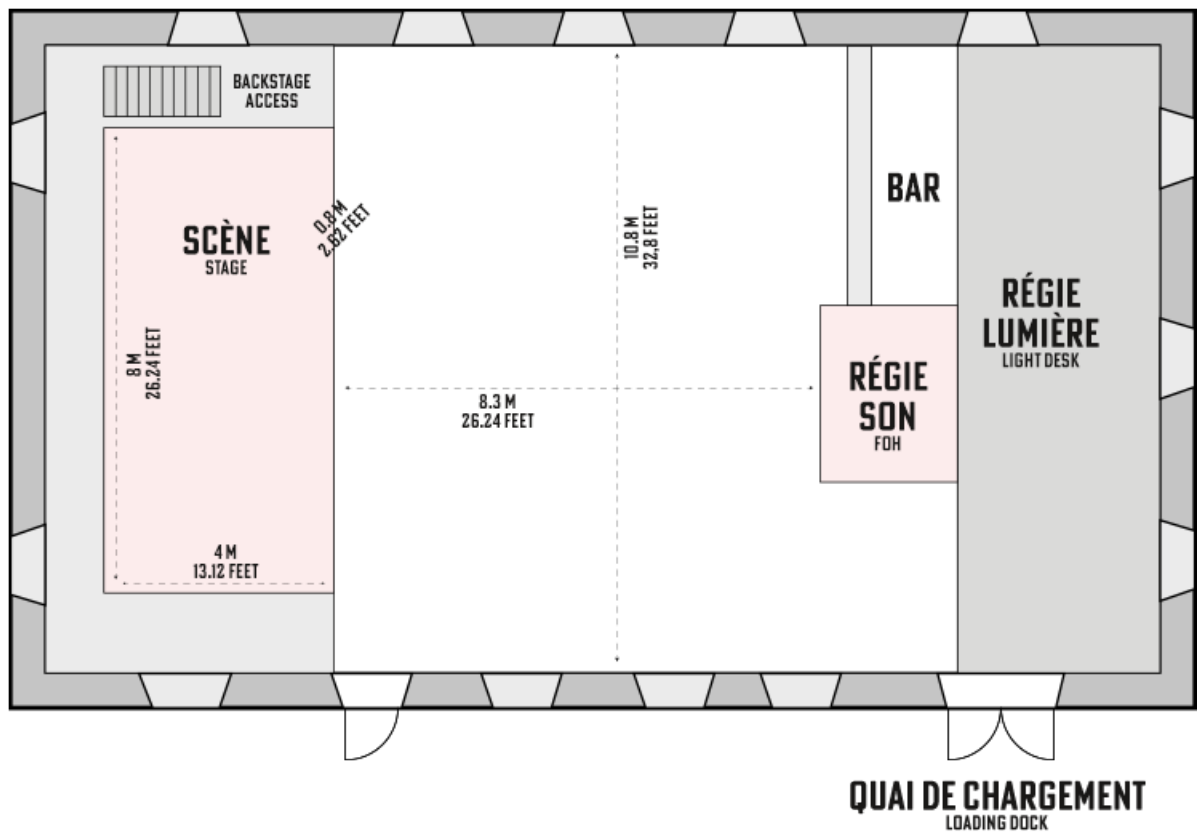 BACKSTAGE
ACCESS
SCÈNE
STAGE
0.8 M
2.62 FEET
10.8 M
32,8 FEET
BAR
8 M
26.24 FEET
8.3 M
26.24 FEET
4 M
13.12 FEET
RÉGIE
SON
FOH
RÉGIE
LUMIÈRE
LIGHT DESK
QUAI DE CHARGEMENT
LOADING DOCK